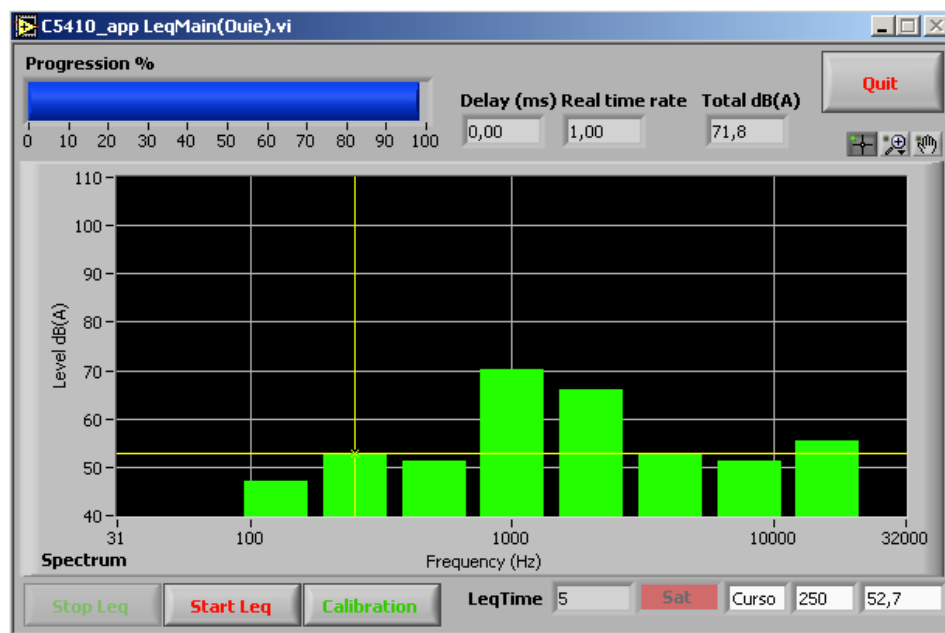 C5410_app LeqMain(Ouie).vi
Progression %
0 10 20 30 40 50 60 70 80 90 100
Delay (ms) Real time rate Total dB(A)
0,00 1,00 71,8
Quit
110
100
90
80
70
60
50
40
Level dB(A)
31 100 1000 10000 32000
Spectrum
Frequency (Hz)
Stop Leq Start Leq Calibration LeqTime 5 Sat Curso 250 52,7